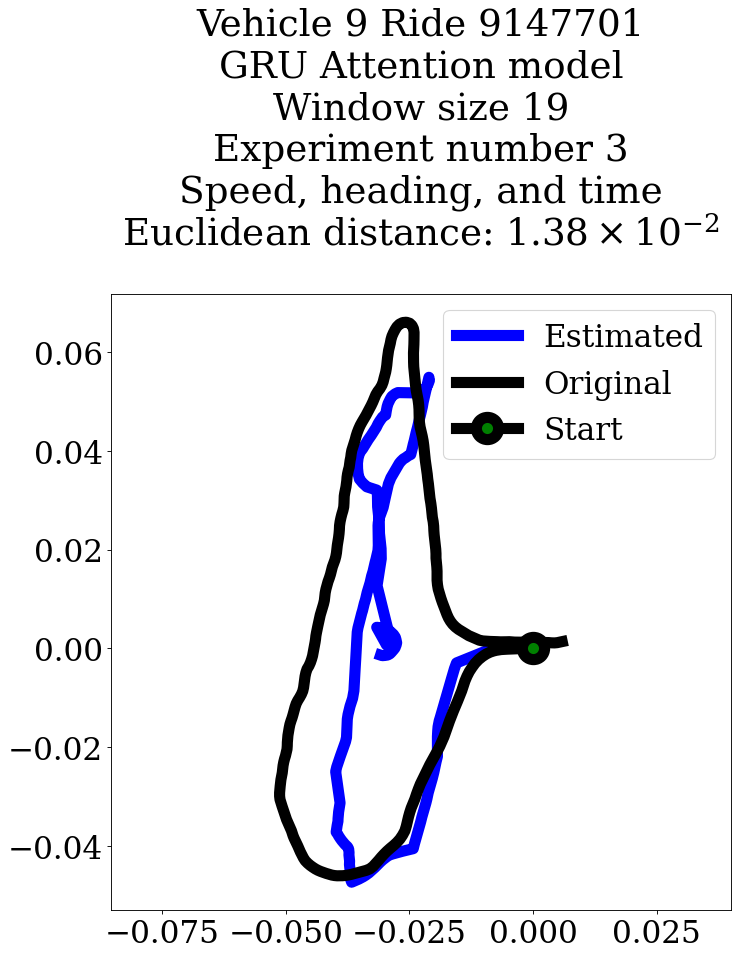 Vehicle 9 Ride 9147701
GRU Attention model
Window size 19
Experiment number 3
Speed, heading, and time
Euclidean distance: 1.38 × 10⁻²
Estimated
Original
Start
0.06
0.04
0.02
0.00
−0.02
−0.04
−0.075 −0.050 −0.025 0.000 0.025